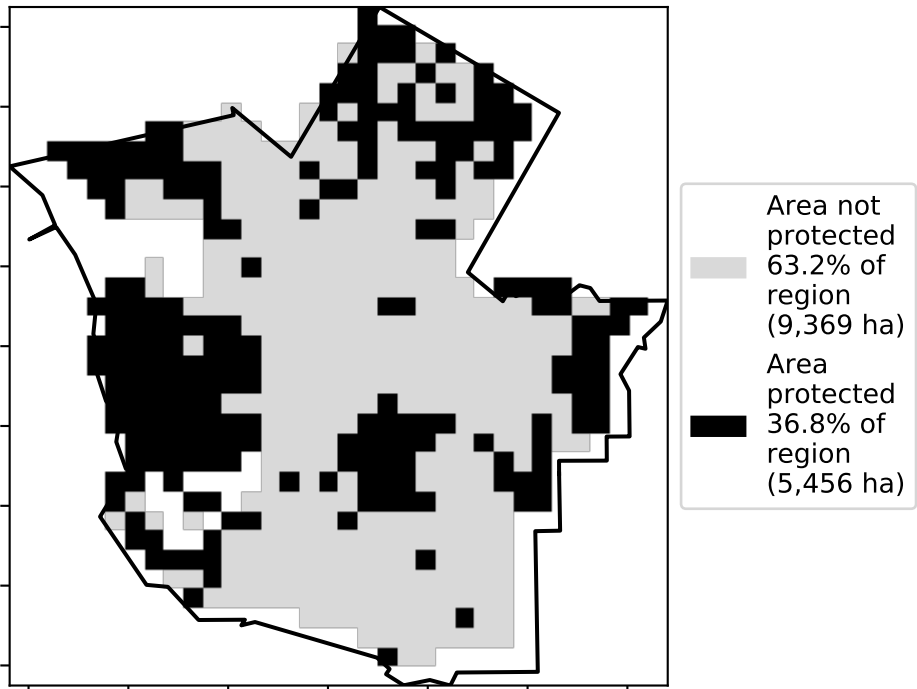 Area not
protected
63.2% of
region
(9,369 ha)
Area
protected
36.8% of
region
(5,456 ha)